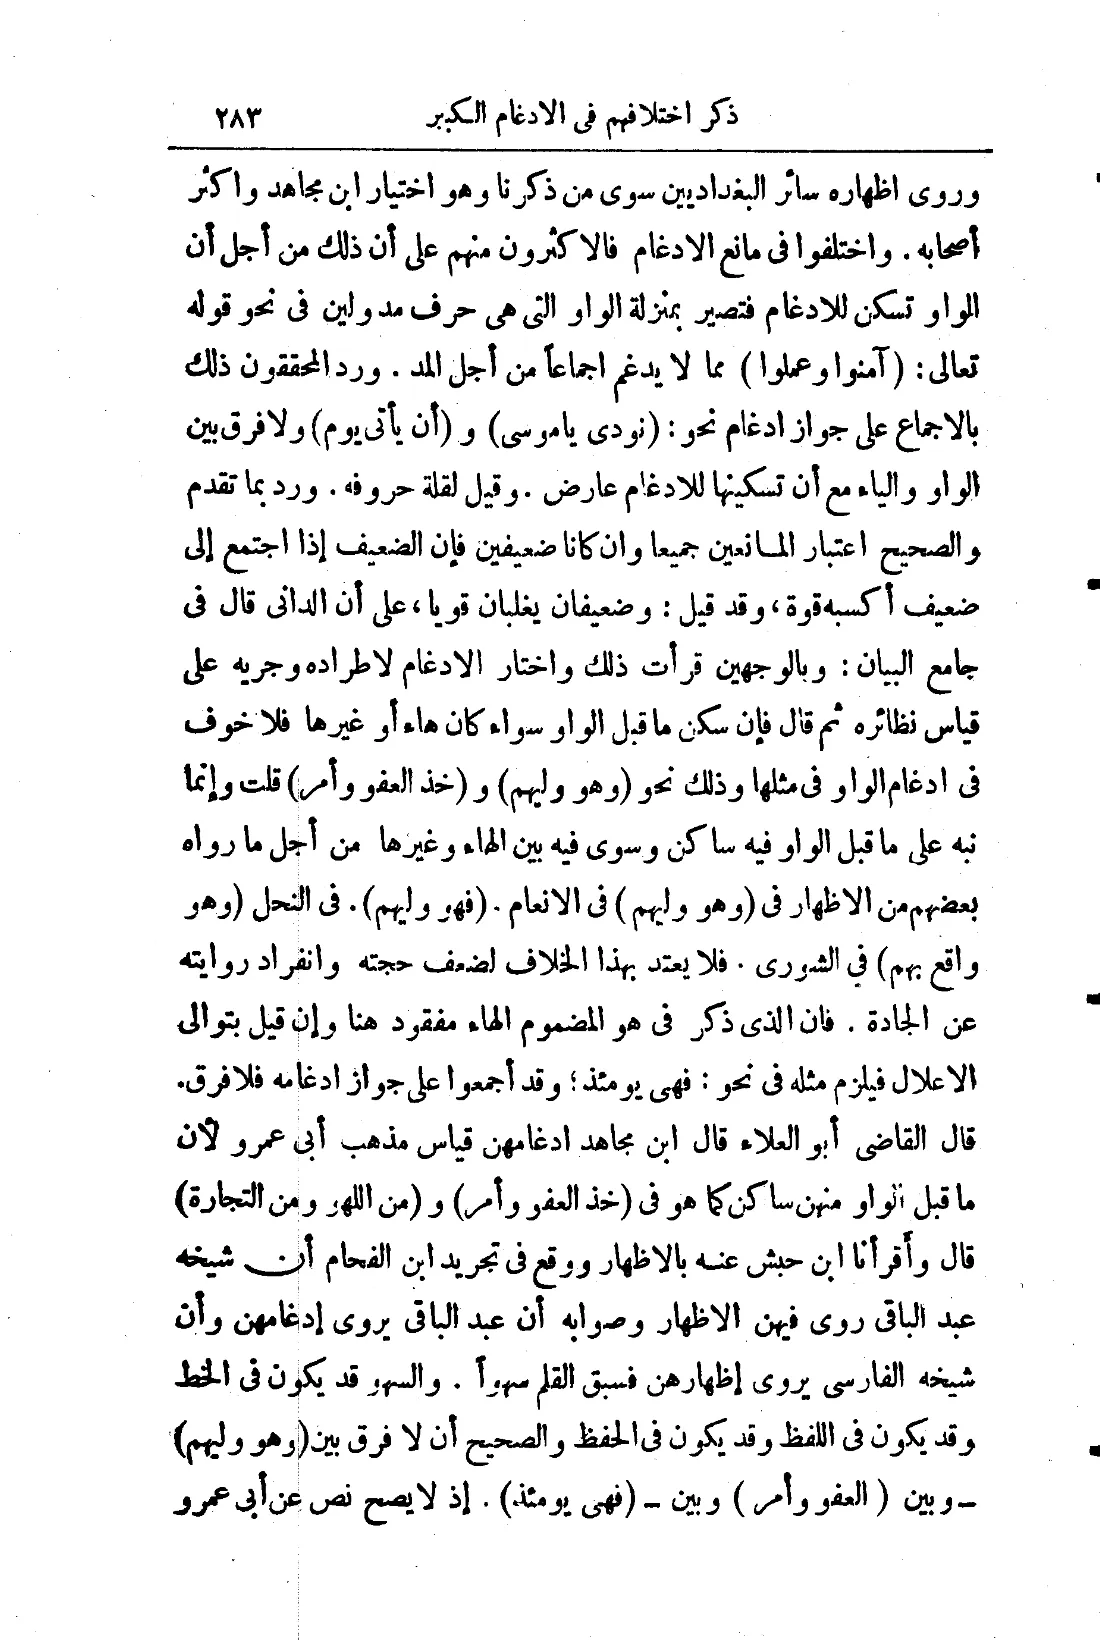 ذكر اختلافهم فى الادغام الكبير ٢٨٣
وروى اظهاره سائر البغداديين سوى من ذكرنا وهو اختيار ابن مجاهد واكثر
أصحابه. واختلفوا فى مانع الادغام فالاكثرون منهم على أن ذلك من أجل أن
الواو تسكن للادغام فتصير بمنزلة الواو التى هى حرف مد ولين فى نحو قوله
تعالى: (آمنوا وعملوا) مما لا يدغم اجماعاً من أجل المد . ورد المحققون ذلك
بالاجماع على جواز ادغام نحو: (نودى ياموسى) و (أن يأتى يوم) ولا فرق بين
الواو والياء مع أن تسكينها للادغام عارض .وقيل لقلة حروفه . ورد بما تقدم
والصحيح اعتبار المـانعين جميعا وان كانا ضعيفين فإن الضعيف إذا اجتمع إلى
ضعيف أكسبه قوة، وقد قيل: وضعيفان يغلبان قويا، على أن الدانى قال فى
جامع البيان: وبالوجهين قرأت ذلك واختار الادغام لاطراده وجريه على
قياس نظائره ثم قال فإن سكن ما قبل الواو سواء كان هاء أو غيرها فلا خوف
فى ادغام الواو فى مثلها وذلك نحو (وهو وليهم) و (خذ العفو وأمر) قلت وإنما
نبه على ما قبل الواو فيه ساكن وسوى فيه بين الهاء وغيرها من أجل ما رواه
بعضهم من الاظهار فى (وهو وليهم) فى الانعام . (فهو وليهم). فى النحل (وهو
واقع بهم) في الشورى . فلا يعتد بهذا الخلاف لضعف حجته وانفراد روايته
عن الجادة . فان الذى ذكر فى هو المضموم الهاء مفقود هنا وإن قيل بتوالى
الاعلال فيلزم مثله فى نحو: فهى يومئذ؛ وقد أجمعوا على جواز ادغامه فلا فرق.
قال القاضى أبو العلاء قال ابن مجاهد ادغامهن قياس مذهب أبى عمرو لأن
ما قبل الواو منهن ساكن كما هو فى (خذ العفو وأمر) و (من اللهو ومن التجارة)
قال وأقرأنا ابن حبش عنـه بالاظهار ووقع فى تجريد ابن الفحام أن شيخه
عبد الباقى روى فيهن الاظهار وصوابه أن عبد الباقى يروى إدغامهن وأن
شيخه الفارسى يروى إظهارهن فسبق القلم سهواً . والسهو قد يكون فى الخط
وقد يكون فى اللفظ وقد يكون فى الحفظ والصحيح أن لا فرق بين (وهو وليهم)
- وبين (العفو وأمر) وبين - (فهى يومئذ) . إذ لا يصح نص عن أبى عمرو